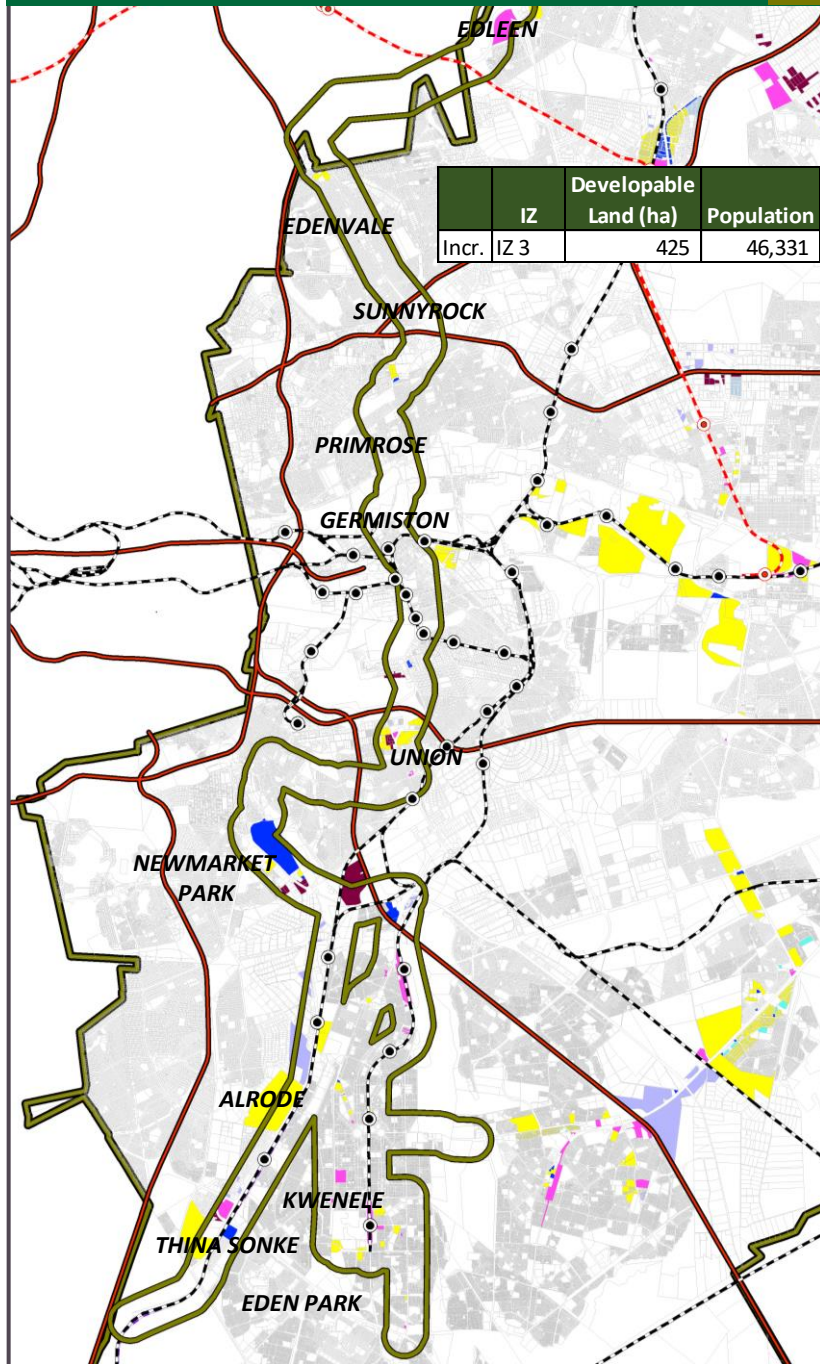 EDLEEN
Developable
IZ Land (ha) Population
Incr. IZ 3 425 46,331
EDENVALE
SUNNYROCK
PRIMROSE
GERMISTON
UNION
NEWMARKET
PARK
ALRODE
KWENELE
THINA SONKE
EDEN PARK